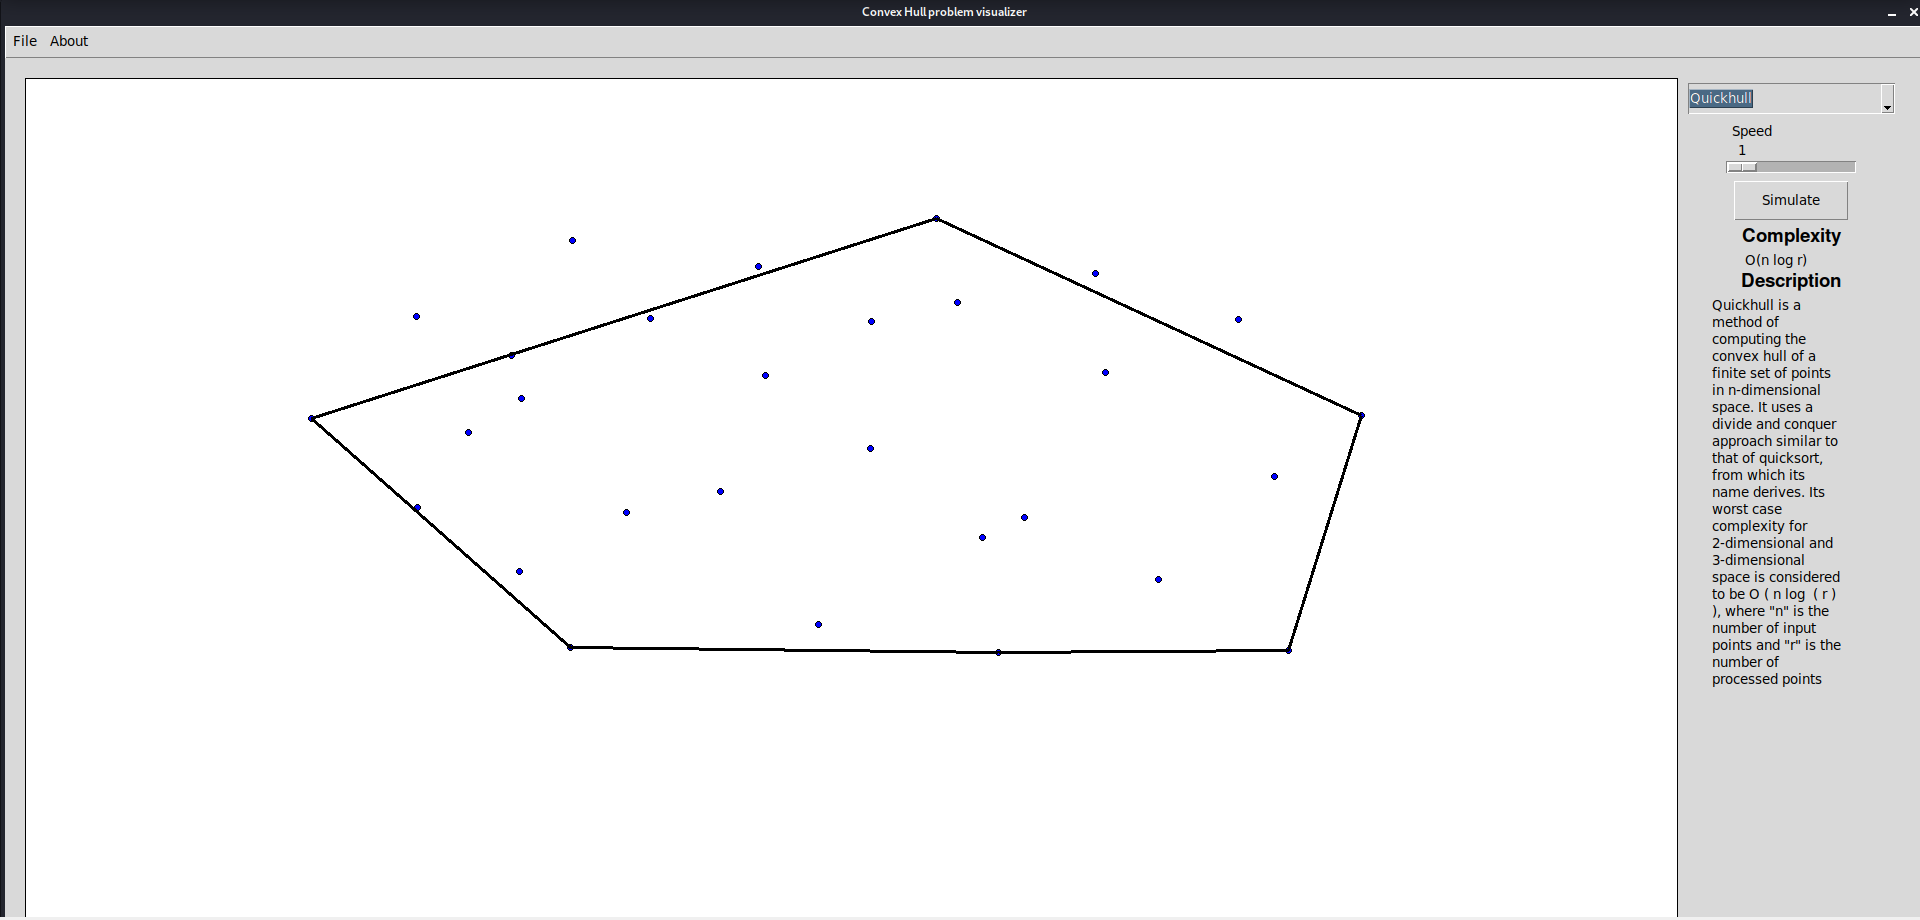 Convex Hull problem visualizer
File About
Quickhull
Speed
1
Simulate
Complexity
O(n log r)
Description
Quickhull is a
method of
computing the
convex hull of a
finite set of points
in n-dimensional
space. It uses a
divide and conquer
approach similar to
that of quicksort,
from which its
name derives. Its
worst case
complexity for
2-dimensional and
3-dimensional
space is considered
to be O ( n log  ( r )
), where "n" is the
number of input
points and "r" is the
number of
processed points